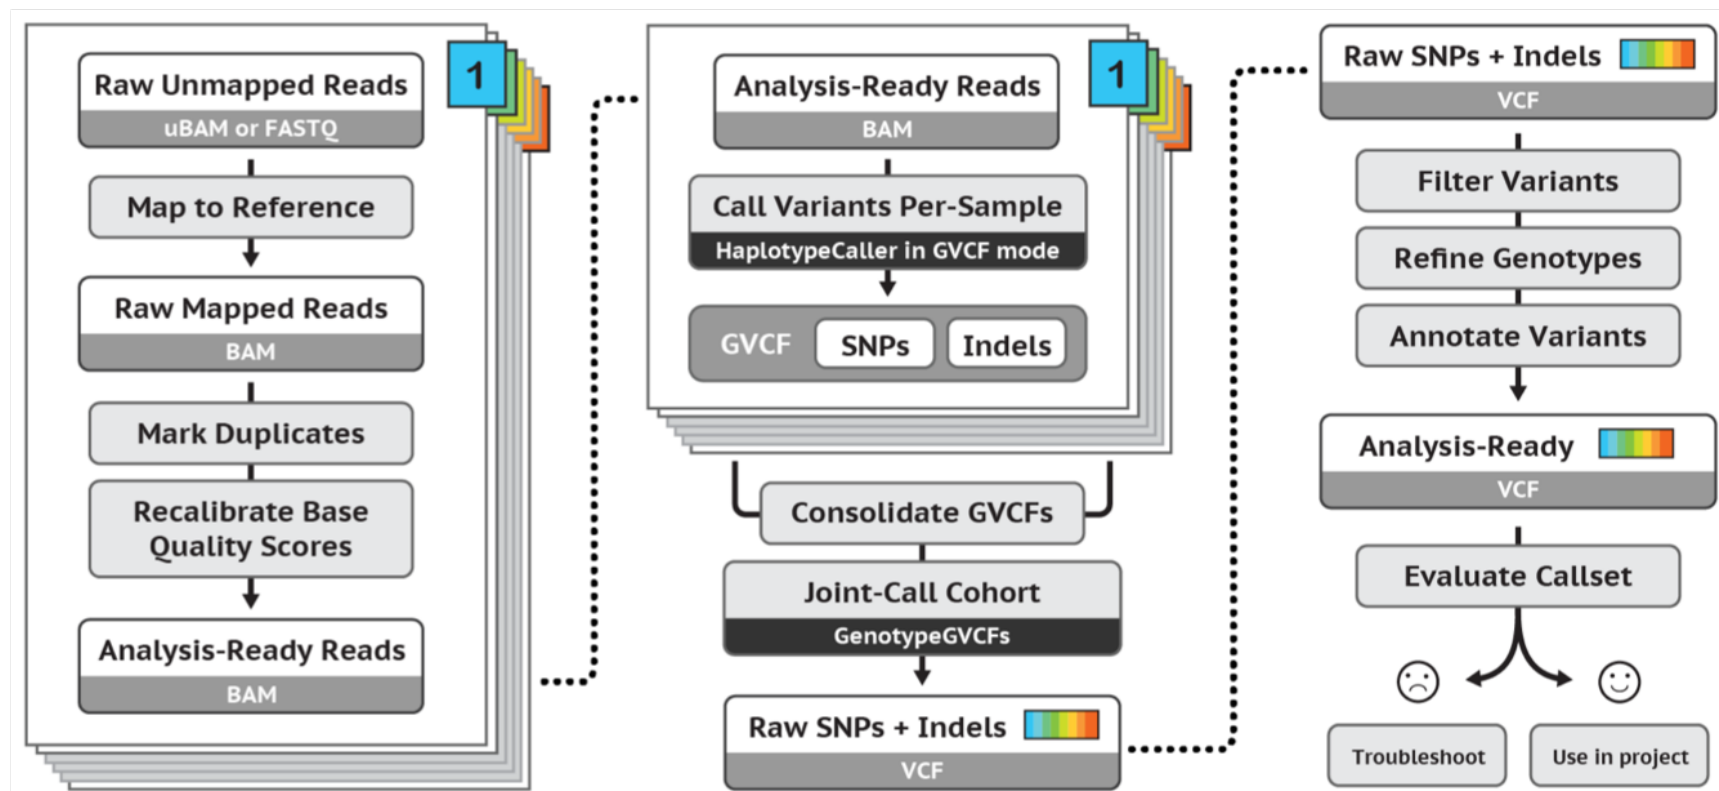 Raw Unmapped Reads
uBAM or FASTQ
1
Map to Reference
Raw Mapped Reads
BAM
Mark Duplicates
Recalibrate Base
Quality Scores
Analysis-Ready Reads
BAM
Analysis-Ready Reads
BAM
1
Call Variants Per-Sample
HaplotypeCaller in GVCF mode
GVCF SNPs Indels
Consolidate GVCFs
Joint-Call Cohort
GenotypeGVCFs
Raw SNPs + Indels
VCF
Raw SNPs + Indels
VCF
Filter Variants
Refine Genotypes
Annotate Variants
Analysis-Ready
VCF
Evaluate Callset
Troubleshoot
Use in project